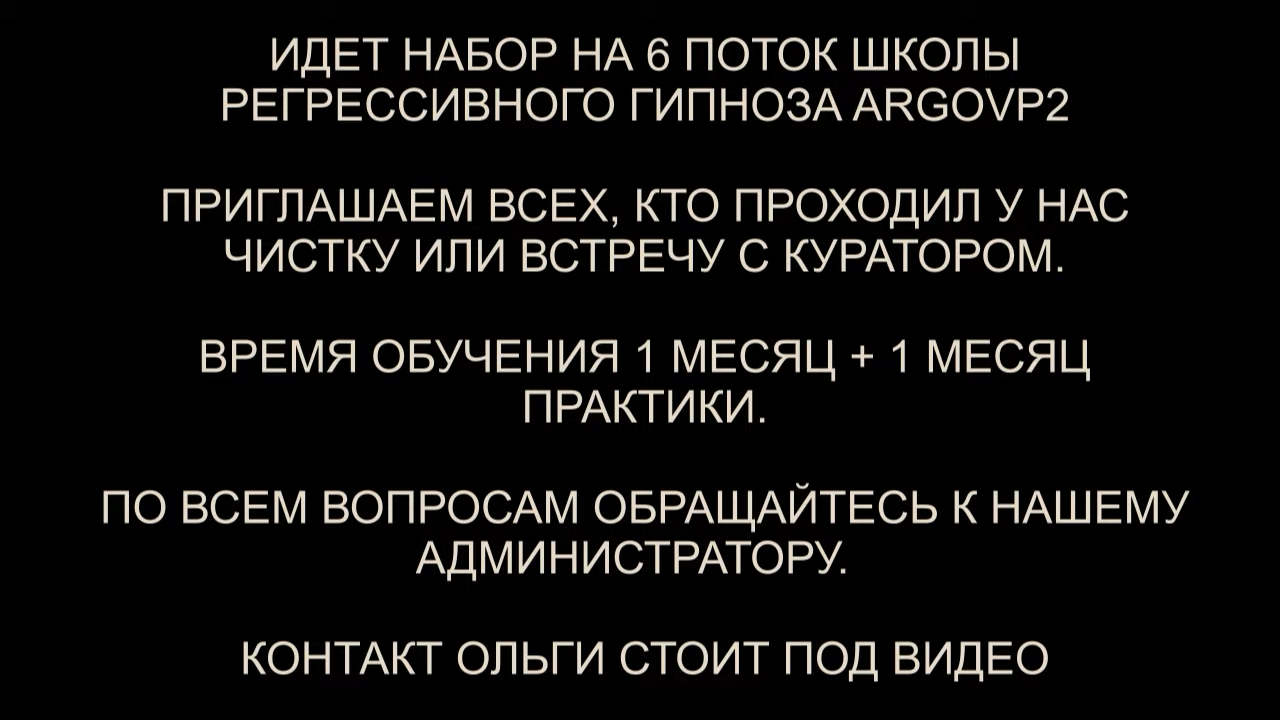 ИДЕТ НАБОР НА 6 ПОТОК ШКОЛЫ
РЕГРЕССИВНОГО ГИПНОЗА ARGOVP2
ПРИГЛАШАЕМ ВСЕХ, КТО ПРОХОДИЛ У НАС
ЧИСТКУ ИЛИ ВСТРЕЧУ С КУРАТОРОМ.
ВРЕМЯ ОБУЧЕНИЯ 1 МЕСЯЦ + 1 МЕСЯЦ
ПРАКТИКИ.
ПО ВСЕМ ВОПРОСАМ ОБРАЩАЙТЕСЬ К НАШЕМУ
АДМИНИСТРАТОРУ.
КОНТАКТ ОЛЬГИ СТОИТ ПОД ВИДЕО